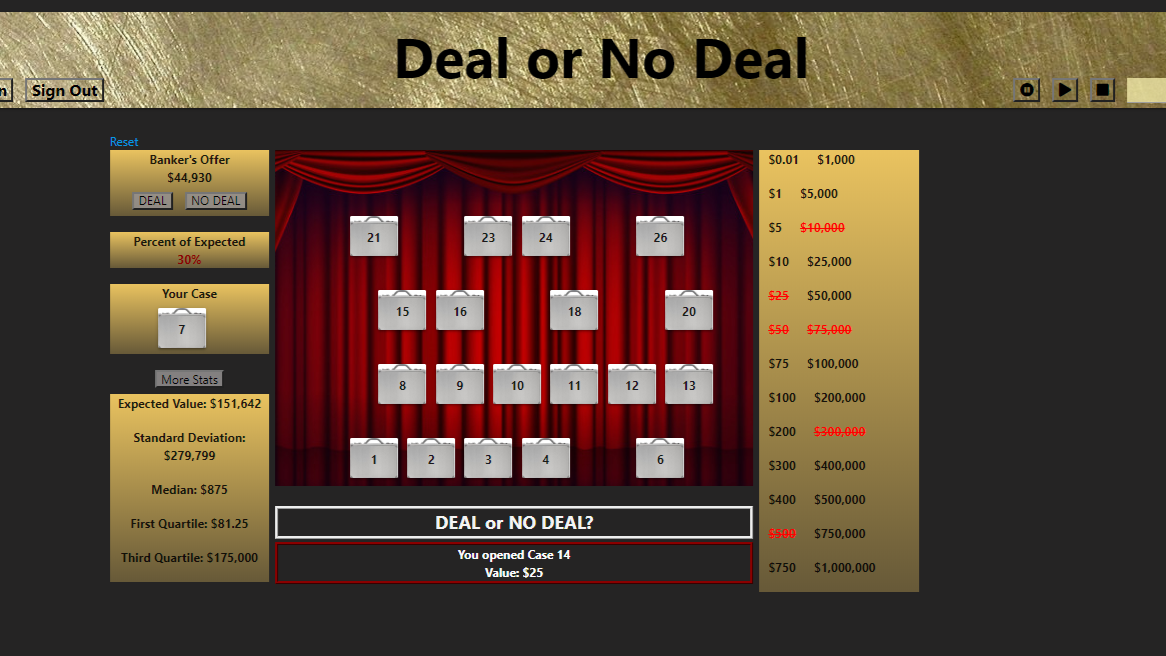 Deal or No Deal
n
Sign Out
Reset
Banker's Offer
$44,930
DEAL NO DEAL
Percent of Expected
30%
Your Case
7
More Stats
Expected Value: $151,642
Standard Deviation:
$279,799
Median: $875
First Quartile: $81.25
Third Quartile: $175,000
21 23 24 26
15 16 18 20
8 9 10 11 12 13
1 2 3 4 6
DEAL or NO DEAL?
You opened Case 14
Value: $25
$0.01 $1,000
$1 $5,000
$5 $10,000
$10 $25,000
$25 $50,000
$50 $75,000
$75 $100,000
$100 $200,000
$200 $300,000
$300 $400,000
$400 $500,000
$500 $750,000
$750 $1,000,000